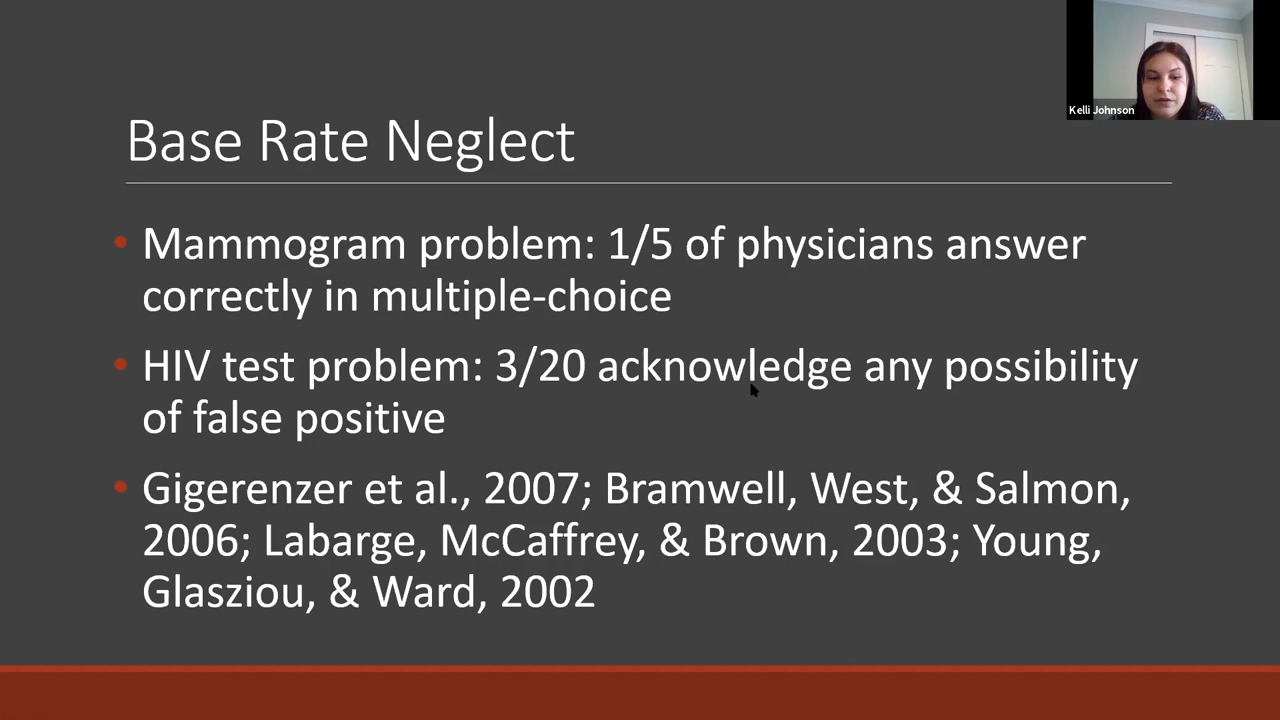 Kelli Johnson
Base Rate Neglect
• Mammogram problem: 1/5 of physicians answer
correctly in multiple-choice
• HIV test problem: 3/20 acknowledge any possibility
of false positive
• Gigerenzer et al., 2007; Bramwell, West, & Salmon,
2006; Labarge, McCaffrey, & Brown, 2003; Young,
Glasziou, & Ward, 2002